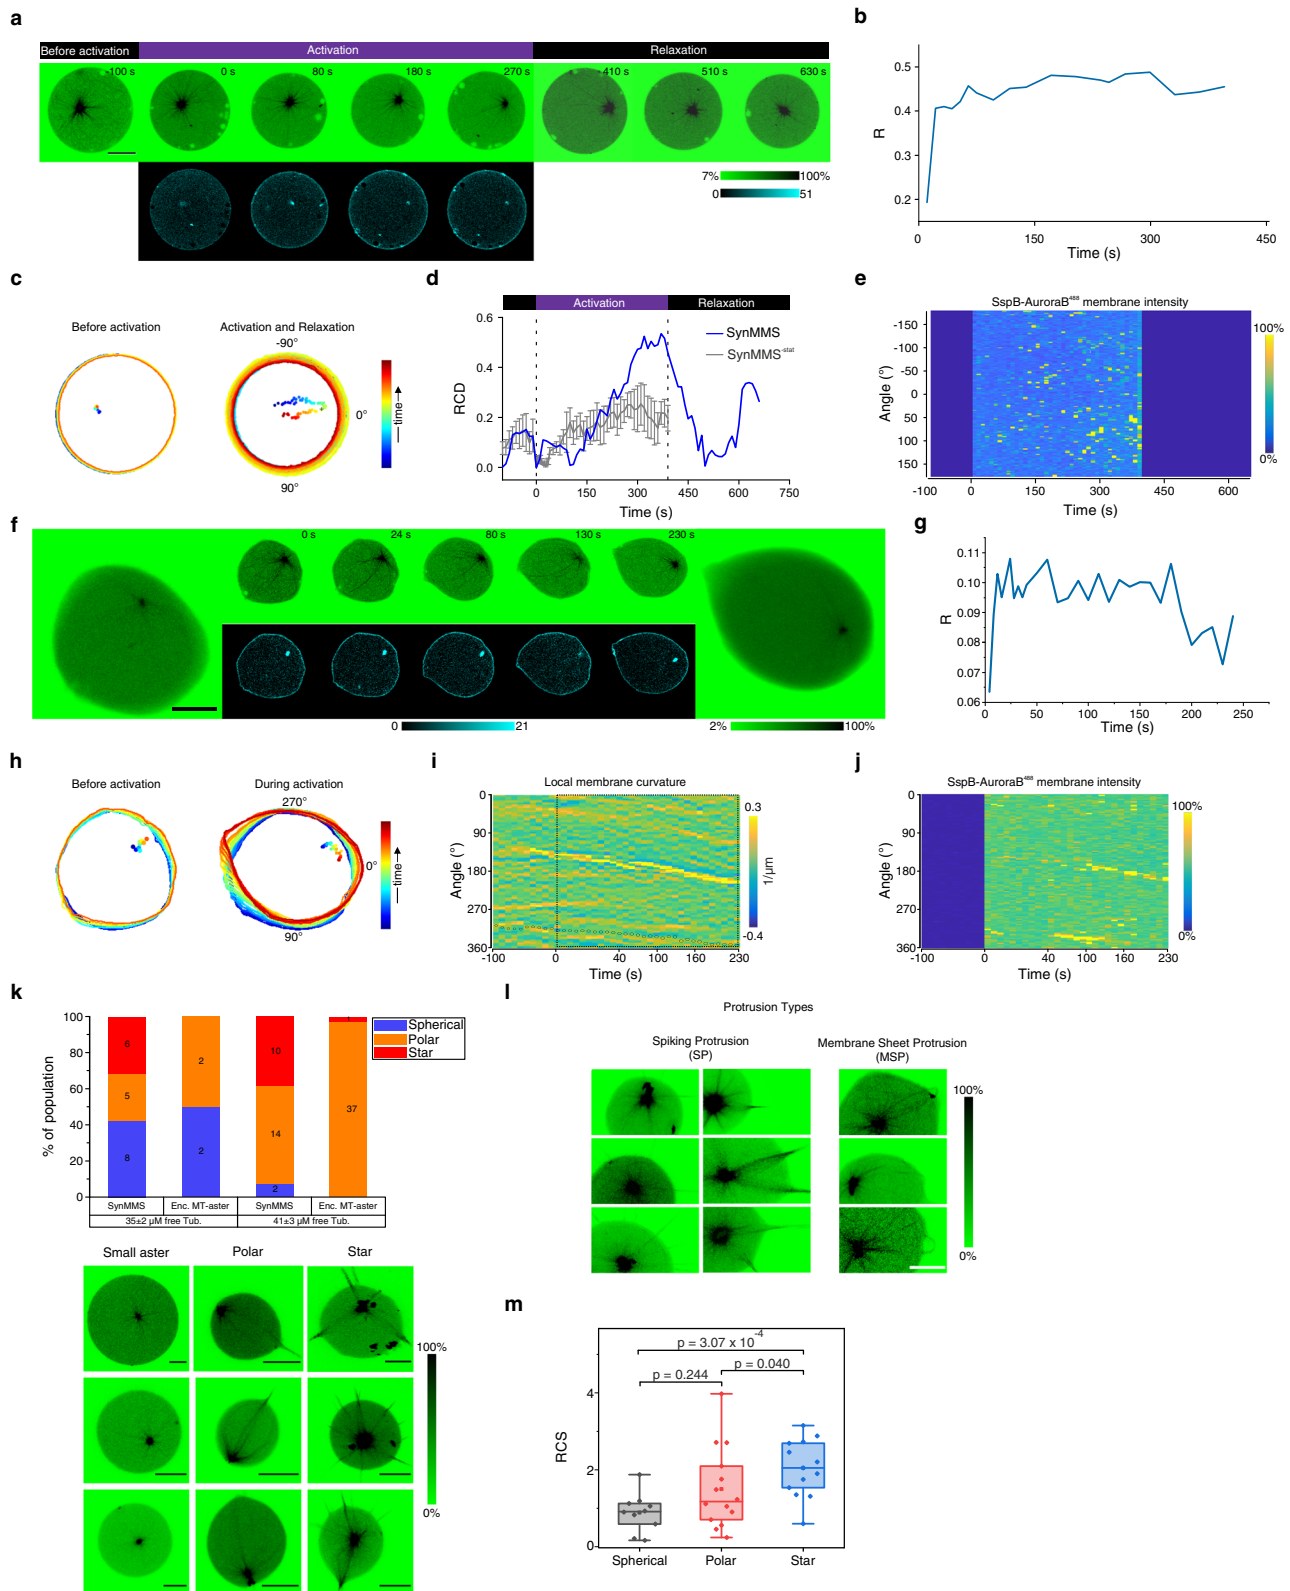 a
Before activation
Activation
Relaxation
-100 s
0 s
80 s
180 s
270 s
410 s
510 s
630 s
7%
100%
0
51
b
R
0.5
0.4
0.3
0.2
0
150
300
450
Time (s)
c
Before activation
Activation and Relaxation
-90°
0°
90°
time
d
Activation
Relaxation
RCD
0.6
0.4
0.2
0.0
SynMMS
SynMMS-stat
0
150
300
450
600
750
Time (s)
e
SspB-AuroraB488 membrane intensity
Angle (°)
-150
-100
-50
0
50
100
150
-100
0
150
300
450
600
Time (s)
100%
0%
f
0 s
24 s
80 s
130 s
230 s
0
21
2%
100%
g
R
0.11
0.10
0.09
0.08
0.07
0.06
0
50
100
150
200
250
Time (s)
h
Before activation
During activation
270°
0°
90°
time
i
Local membrane curvature
Angle (°)
0
90
180
270
360
-100
0
40
100
160
230
Time (s)
0.3
1/µm
-0.4
j
SspB-AuroraB488 membrane intensity
Angle (°)
0
90
180
270
360
-100
0
40
100
160
230
Time (s)
100%
0%
k
% of population
100
80
60
40
20
0
6
5
8
2
2
10
14
2
1
37
Spherical
Polar
Star
SynMMS
Enc. MT-aster
SynMMS
Enc. MT-aster
35±2 µM free Tub.
41±3 µM free Tub.
Small aster
Polar
Star
100%
0%
l
Protrusion Types
Spiking Protrusion
(SP)
Membrane Sheet Protrusion
(MSP)
100%
0%
m
p = 3.07 x 10-4
p = 0.040
p = 0.244
RCS
4
2
0
Spherical
Polar
Star